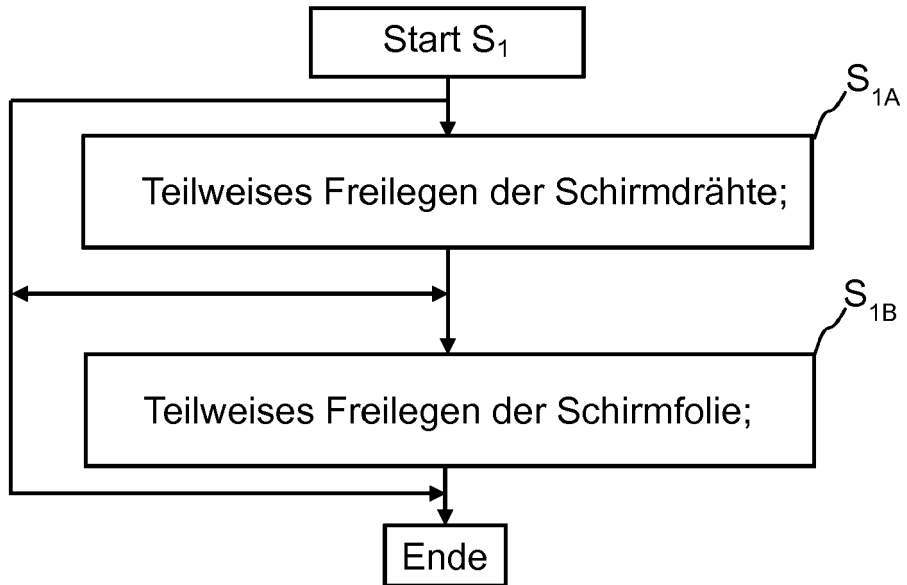 Start S₁
S₁A
Teilweises Freilegen der Schirmdrähte;
S₁B
Teilweises Freilegen der Schirmfolie;
Ende